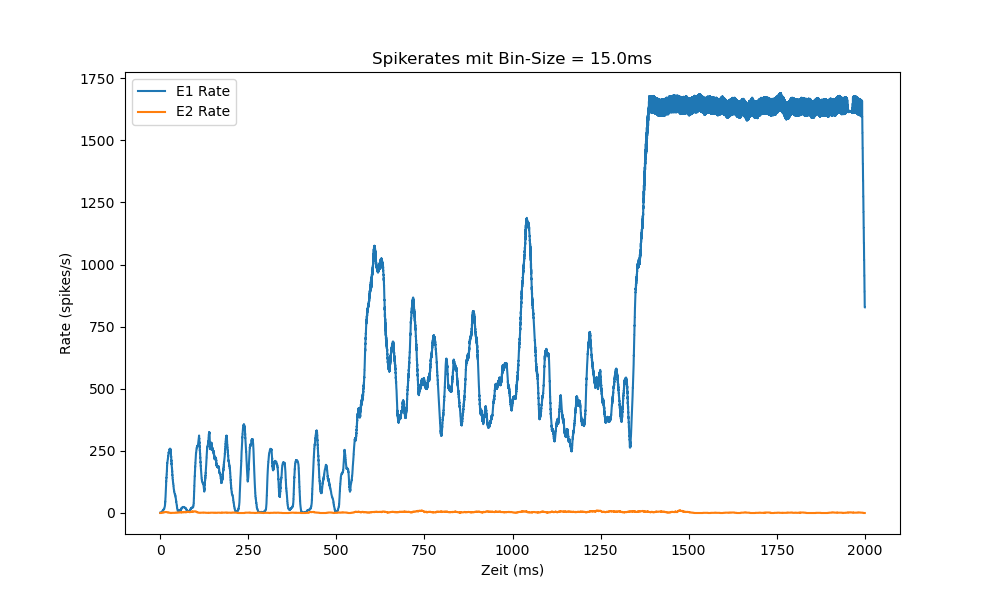 Spikerates mit Bin-Size = 15.0ms
E1 Rate
E2 Rate
Rate (spikes/s)
1750
1500
1250
1000
750
500
250
0
0 250 500 750 1000 1250 1500 1750 2000
Zeit (ms)